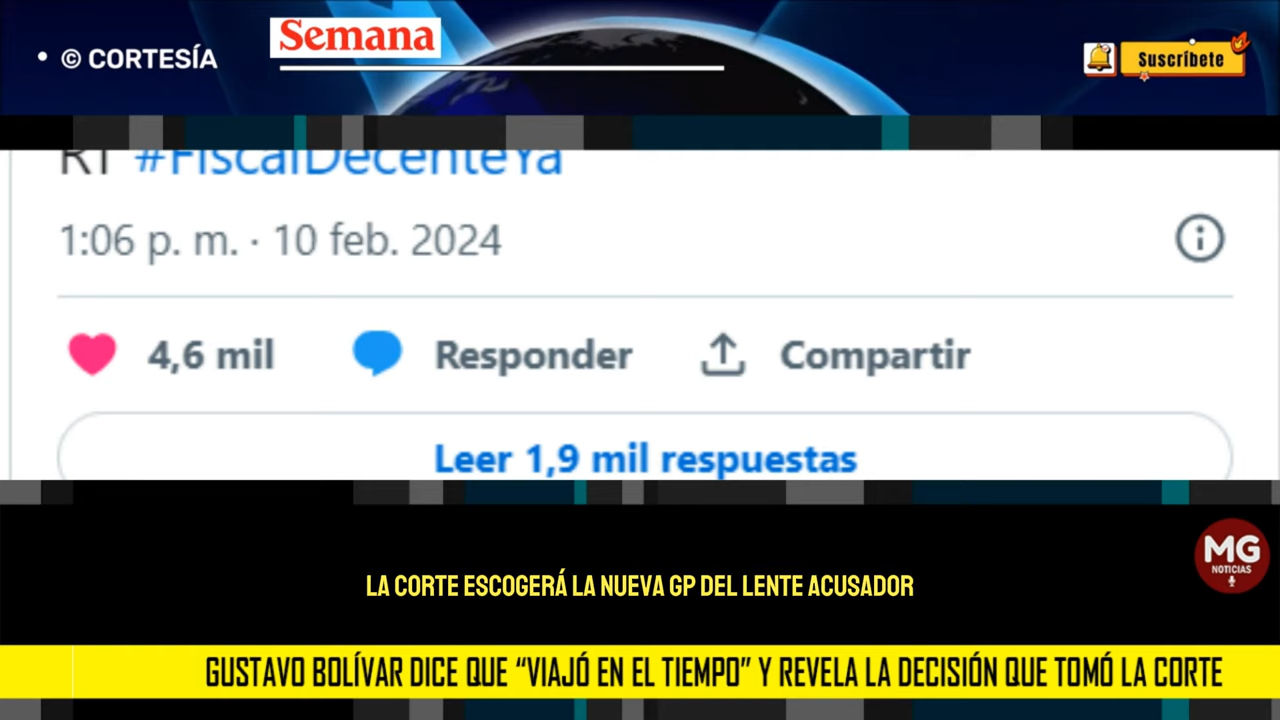 • © CORTESÍA
Semana
Suscríbete
RT #FiscalDecenteYa
1:06 p. m. · 10 feb. 2024
4,6 mil Responder Compartir
Leer 1,9 mil respuestas
MG
NOTICIAS
LA CORTE ESCOGERÁ LA NUEVA GP DEL LENTE ACUSADOR
GUSTAVO BOLÍVAR DICE QUE “VIAJÓ EN EL TIEMPO” Y REVELA LA DECISIÓN QUE TOMÓ LA CORTE